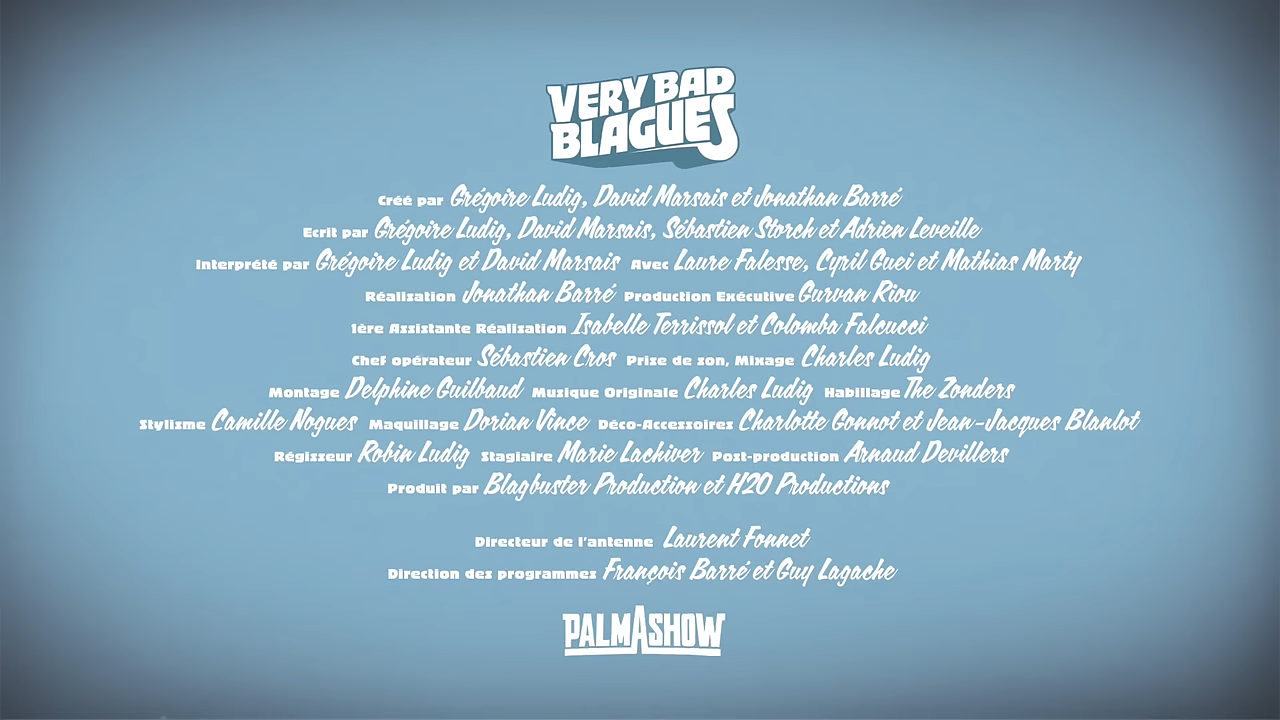 VERY BAD
BLAGUES
Créé par Grégoire Ludig, David Marsais et Jonathan Barré
Ecrit par Grégoire Ludig, David Marsais, Sébastien Storch et Adrien Leveille
Interprété par Grégoire Ludig et David Marsais Avec Laure Falesse, Cyril Guei et Mathias Marty
Réalization Jonathan Barré Production Exécutive Gurvan Riou
1ère Assistante Réalization Isabelle Terrissol et Colomba Falcucci
Chef opérateur Sébastien Cros Prise de son, Mixage Charles Ludig
Montage Delphine Guilbaud Musique Originale Charles Ludig Habillage The Zonders
Stylisme Camille Nogues Maquillage Dorian Vince Déco-Accessoires Charlotte Gonnot et Jean-Jacques Blanlot
Régisseur Robin Ludig Stagiaire Marie Lachiver Post-production Arnaud Devillers
Produit par Blagbuster Production et H2O Productions
Directeur de l'antenne Laurent Fonnet
Direction des programmes François Barré et Guy Lagache
PALMASHOW